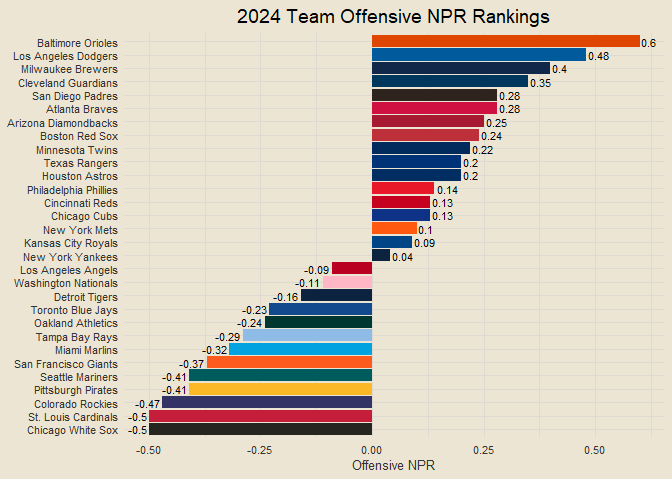 2024 Team Offensive NPR Rankings
Baltimore Orioles 0.6
Los Angeles Dodgers 0.48
Milwaukee Brewers 0.4
Cleveland Guardians 0.35
San Diego Padres 0.28
Atlanta Braves 0.28
Arizona Diamondbacks 0.25
Boston Red Sox 0.24
Minnesota Twins 0.22
Texas Rangers 0.2
Houston Astros 0.2
Philadelphia Phillies 0.14
Cincinnati Reds 0.13
Chicago Cubs 0.13
New York Mets 0.1
Kansas City Royals 0.09
New York Yankees 0.04
Los Angeles Angels -0.09
Washington Nationals -0.11
Detroit Tigers -0.16
Toronto Blue Jays -0.23
Oakland Athletics -0.24
Tampa Bay Rays -0.29
Miami Marlins -0.32
San Francisco Giants -0.37
Seattle Mariners -0.41
Pittsburgh Pirates -0.41
Colorado Rockies -0.47
St. Louis Cardinals -0.5
Chicago White Sox -0.5
-0.50 -0.25 0.00 0.25 0.50
Offensive NPR